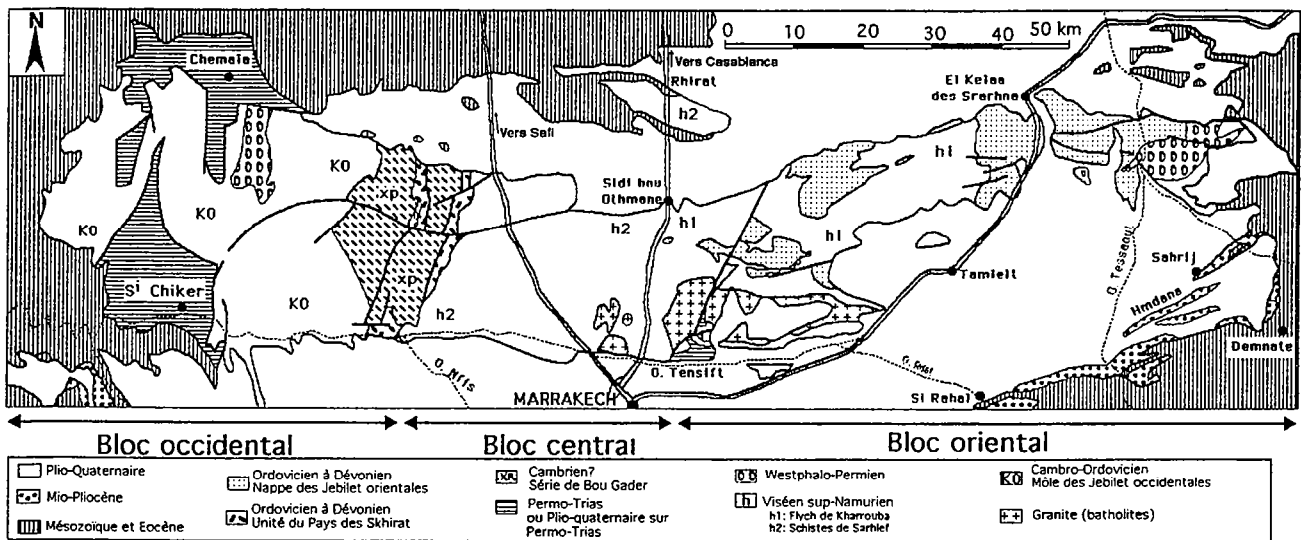 N
0 10 20 30 40 50 km
Chemaia
Vers Casablanca
Rhirat
h2
El Kelaa
des Srarhna
Vers Safi
K0
xp
h1
Sidi bou
Othmane
K0
K0
h2
h1
h1
O. Tessaout
Sahrij
Si Chiker
xp
Tamlelt
K0
h2
Hmdana
Demnate
O. Nfis
O. Tensift
MARRAKECH
Si Rahal
Bloc occidental
Bloc central
Bloc oriental
Plio-Quaternaire
Mio-Pliocène
Mésozoïque et Eocène
Ordovicien à Dévonien
Nappe des Jebilet orientales
Ordovicien à Dévonien
Unité du Pays des Skhirat
xp Cambrien?
Série de Bou Gader
Permo-Trias
ou Plio-quaternaire sur
Permo-Trias
Westphalo-Permien
h Viséen sup-Namurien
h1: Flych de Kharrouba
h2: Schistes de Sarhlef
K0 Cambro-Ordovicien
Môle des Jebilet occidentales
Granite (batholites)